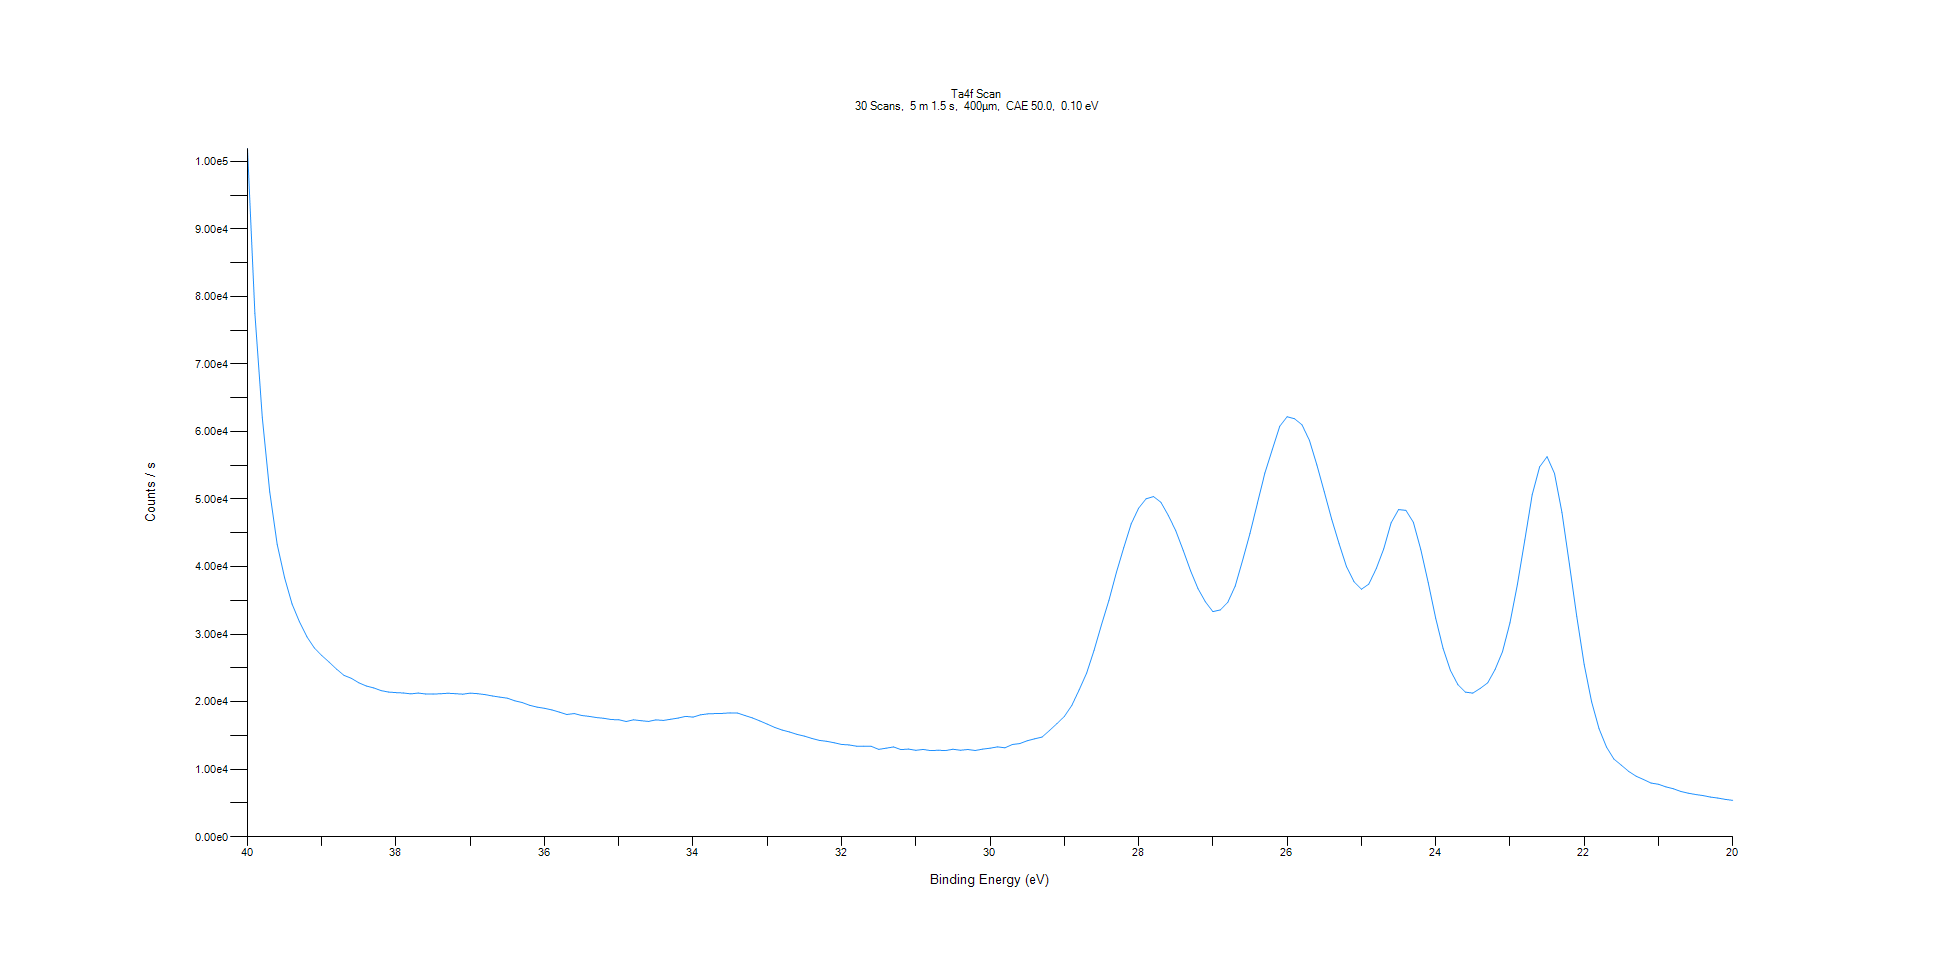 Ta4f Scan
30 Scans, 5 m 1.5 s, 400µm, CAE 50.0, 0.10 eV
1.00e5
9.00e4
8.00e4
7.00e4
6.00e4
5.00e4
4.00e4
3.00e4
2.00e4
1.00e4
0.00e0
Counts / s
40 38 36 34 32 30 28 26 24 22 20
Binding Energy (eV)